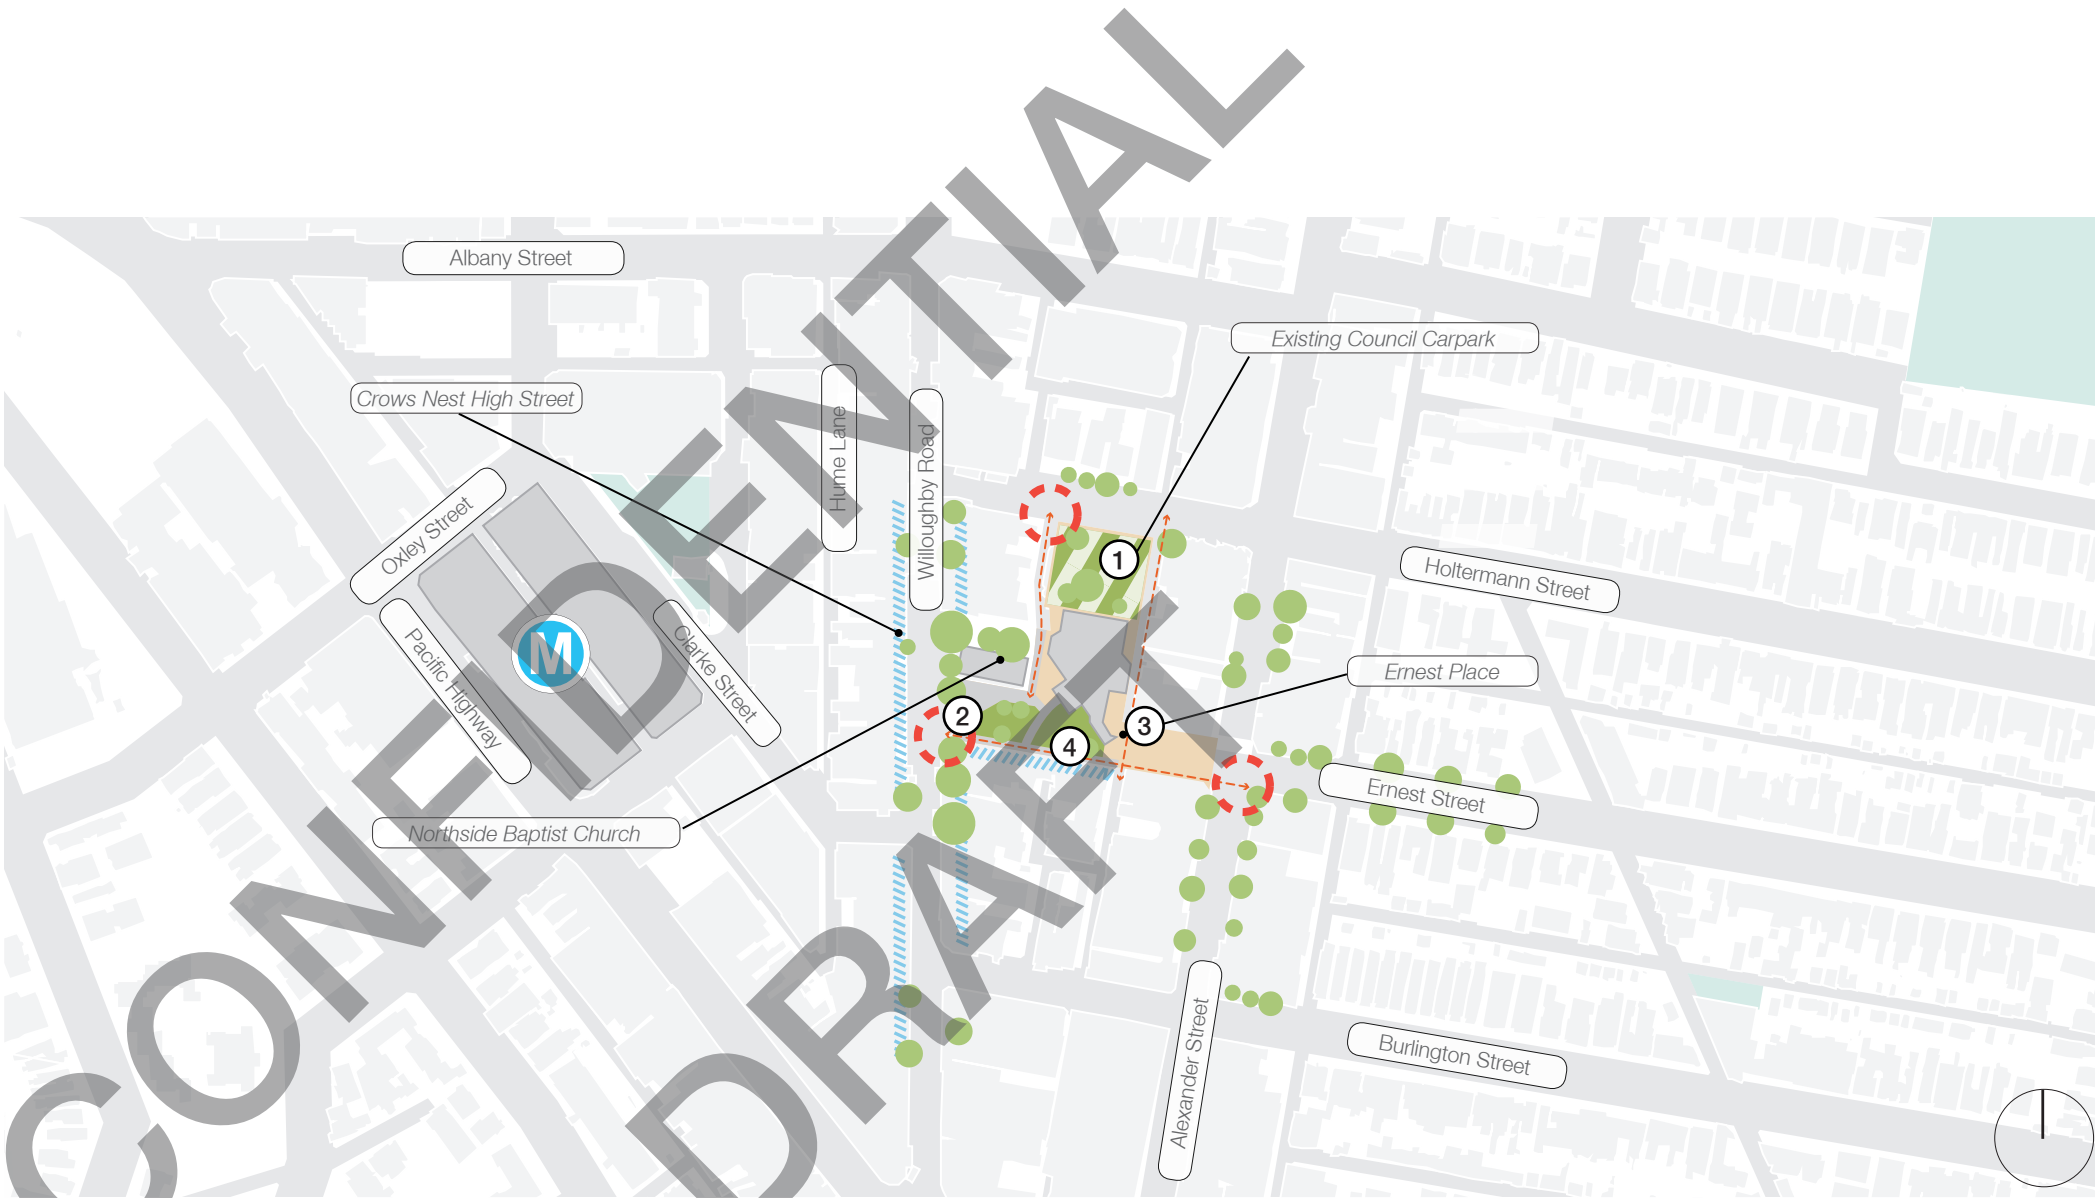 Albany Street
Existing Council Carpark
Crows Nest High Street
Hume Lane
Willoughby Road
Oxley Street
1
Holtermann Street
Pacific Highway
M
Clarke Street
Ernest Place
2
3
4
Ernest Street
Northside Baptist Church
Alexander Street
Burlington Street
CONFIDENTIAL
DRAFT